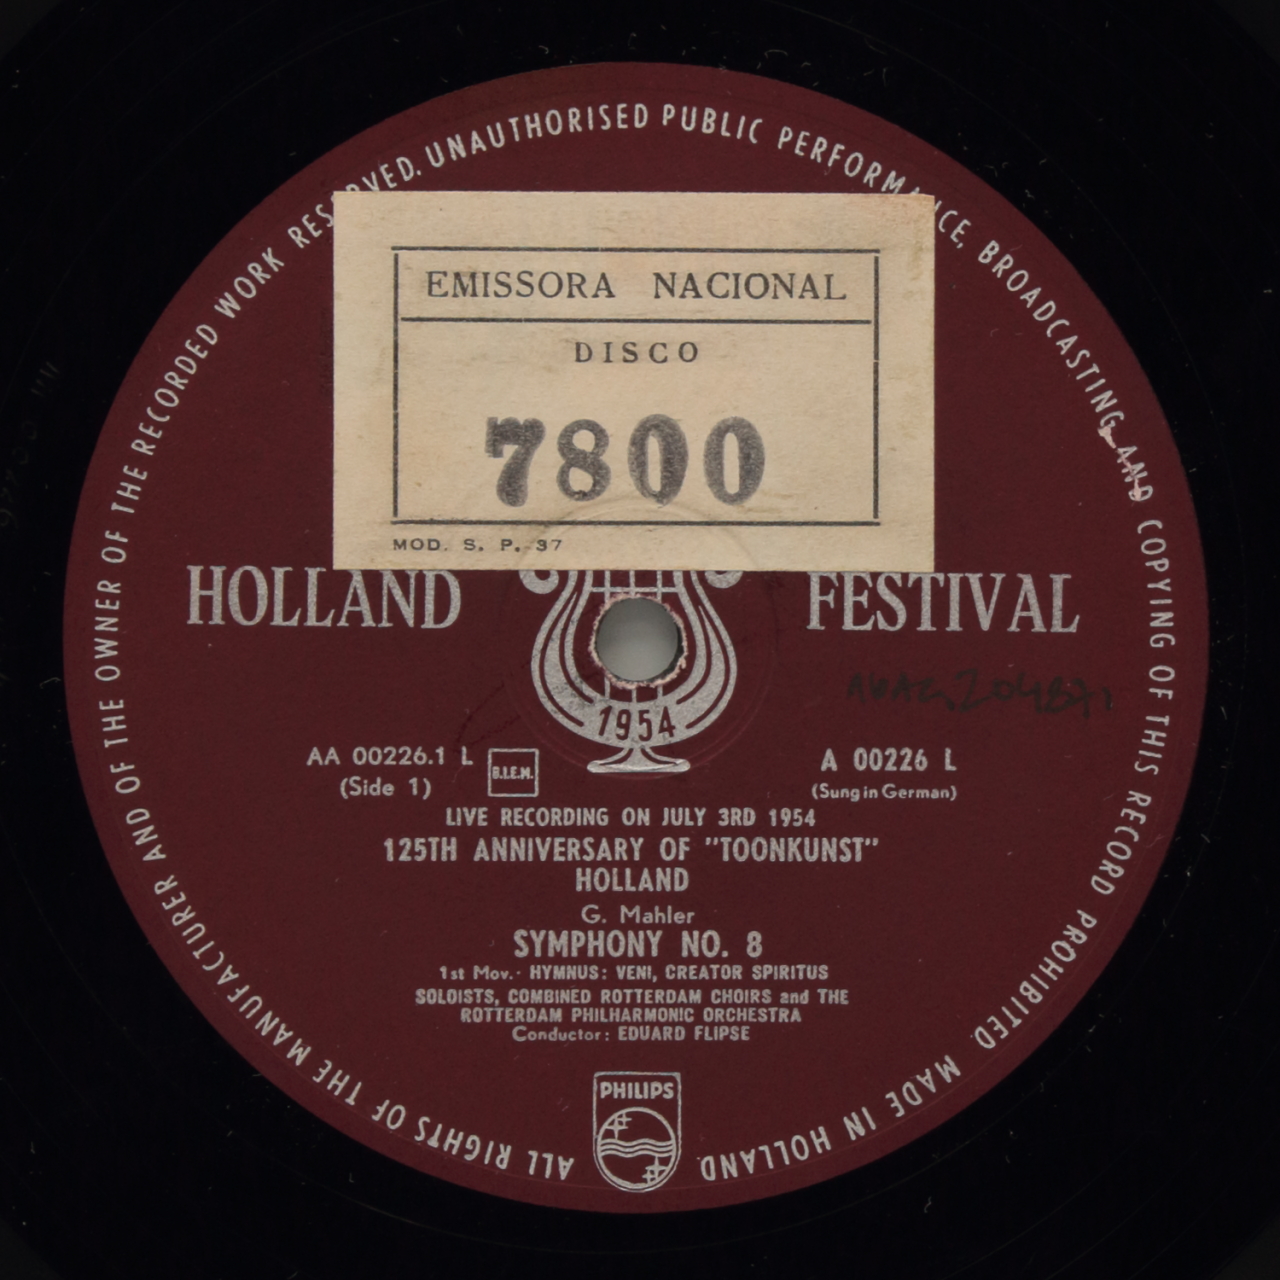 ALL RIGHTS OF THE MANUFACTURER AND OF THE OWNER OF THE RECORDED WORK RES VED. UNAUTHORISED PUBLIC PERFORM CE, BROADCASTING AND COPYING OF THIS RECORD PROHIBITED. MADE IN HOLLAND
EMISSORA NACIONAL
DISCO
7800
MOD. S. P. 37
HOLLAND FESTIVAL
1954
AA 00226.1 L B.I.E.M. A 00226 L
(Side 1) (Sung in German)
LIVE RECORDING ON JULY 3RD 1954
125TH ANNIVERSARY OF "TOONKUNST"
HOLLAND
G. Mahler
SYMPHONY NO. 8
1st Mov.· HYMNUS: VENI, CREATOR SPIRITUS
SOLOISTS, COMBINED ROTTERDAM CHOIRS and THE
ROTTERDAM PHILHARMONIC ORCHESTRA
Conductor: EDUARD FLIPSE
PHILIPS